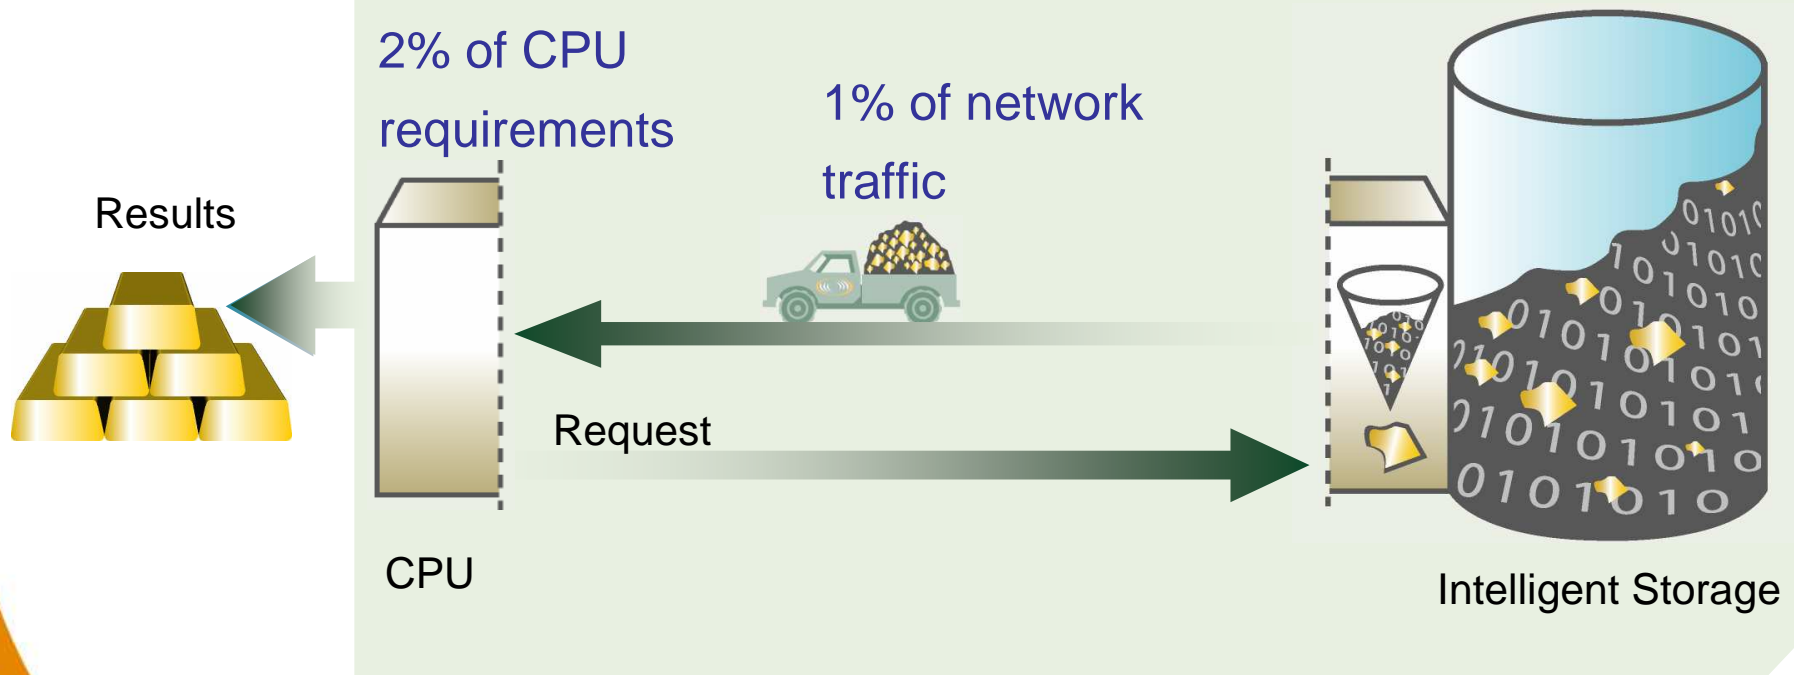 2% of CPU
requirements
1% of network
traffic
Results
Request
CPU
Intelligent Storage